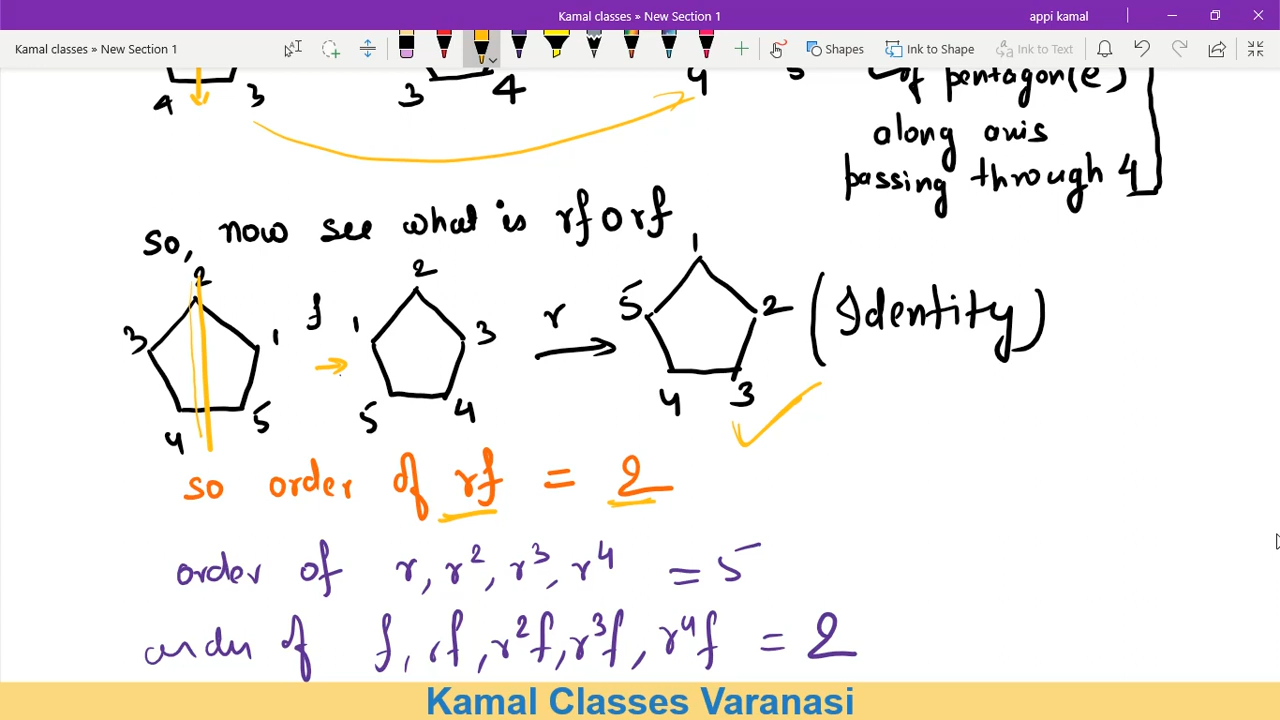 Kamal classes » New Section 1
appi kamal
Kamal classes » New Section 1
Shapes
Ink to Shape
Ink to Text
4 3
3 4
4
of pentagon(e)
along axis
passing through 4
so, now see what is rf o rf
2
3 1
4 5
f
2
1 3
5 4
r
1
5 2
4 3
(Identity)
so order of rf = 2
order of r, r², r³, r⁴ = 5
order of f, rf, r²f, r³f, r⁴f = 2
Kamal Classes Varanasi